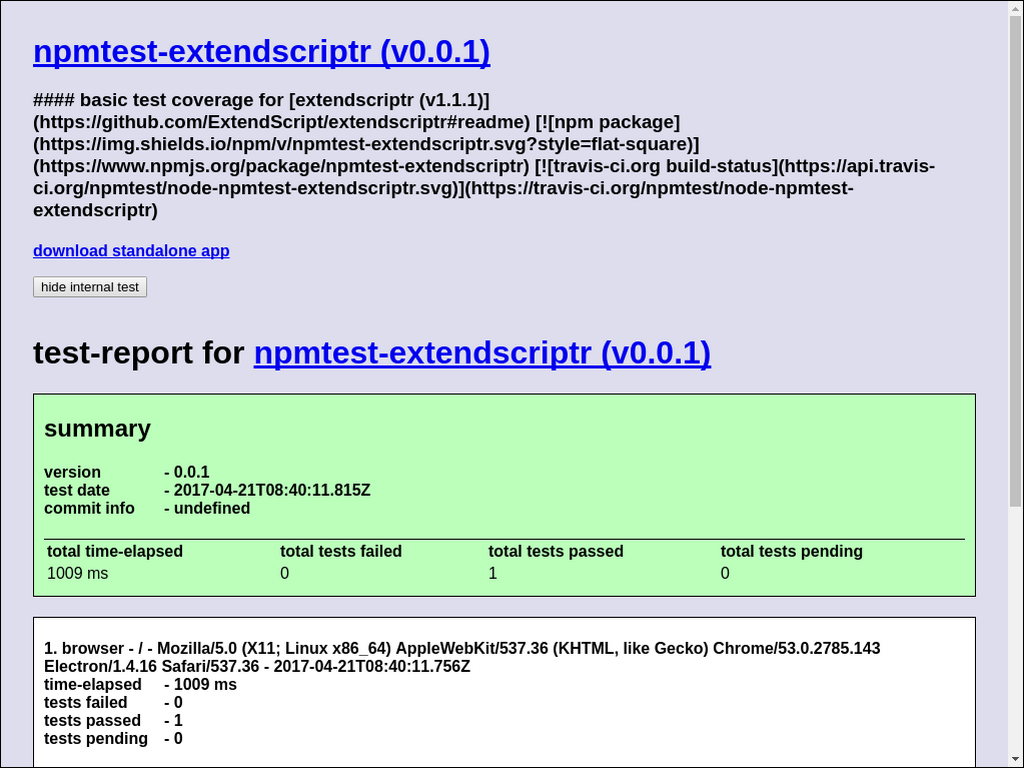 npmtest-extendscriptr (v0.0.1)
#### basic test coverage for [extendscriptr (v1.1.1)]
(https://github.com/ExtendScript/extendscriptr#readme) [![npm package]
(https://img.shields.io/npm/v/npmtest-extendscriptr.svg?style=flat-square)]
(https://www.npmjs.org/package/npmtest-extendscriptr) [![travis-ci.org build-status](https://api.travis-
ci.org/npmtest/node-npmtest-extendscriptr.svg)](https://travis-ci.org/npmtest/node-npmtest-
extendscriptr)
download standalone app
hide internal test
test-report for npmtest-extendscriptr (v0.0.1)
summary
version - 0.0.1
test date - 2017-04-21T08:40:11.815Z
commit info - undefined
total time-elapsed total tests failed total tests passed total tests pending
1009 ms 0 1 0
1. browser - / - Mozilla/5.0 (X11; Linux x86_64) AppleWebKit/537.36 (KHTML, like Gecko) Chrome/53.0.2785.143
Electron/1.4.16 Safari/537.36 - 2017-04-21T08:40:11.756Z
time-elapsed - 1009 ms
tests failed - 0
tests passed - 1
tests pending - 0